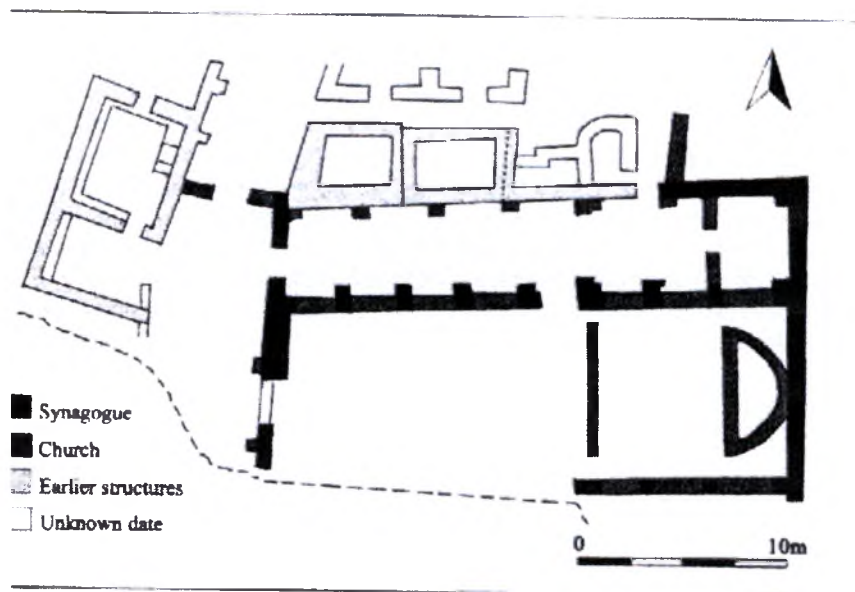 Synagogue
Church
Earlier structures
Unknown date
0 10m